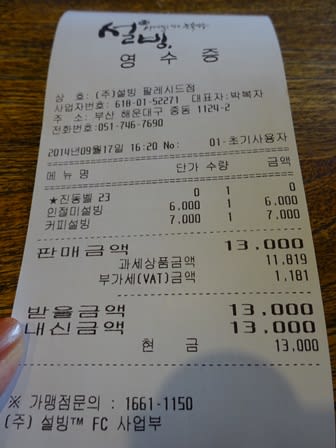 설빙.
영 수 증
상 호: (주)설빙 팔레시드점
사업자번호: 618-01-52271 대표자:박복자
주 소: 부산 해운대구 중동 1124-2
전화번호:051-746-7690
2014년09월17일 16:20 No: 01-초기사용자
메뉴 명 단가 수량 금액
★진동벨 23 0 1 0
인절미설빙 6,000 1 6,000
커피설빙 7,000 1 7,000
판매금액 13,000
과세상품금액 11,819
부가세(VAT)금액 1,181
받을금액 13,000
내신금액 13,000
현 금 13,000
※ 가맹점문의 : 1661-1150
(주) 설빙™ FC 사업부